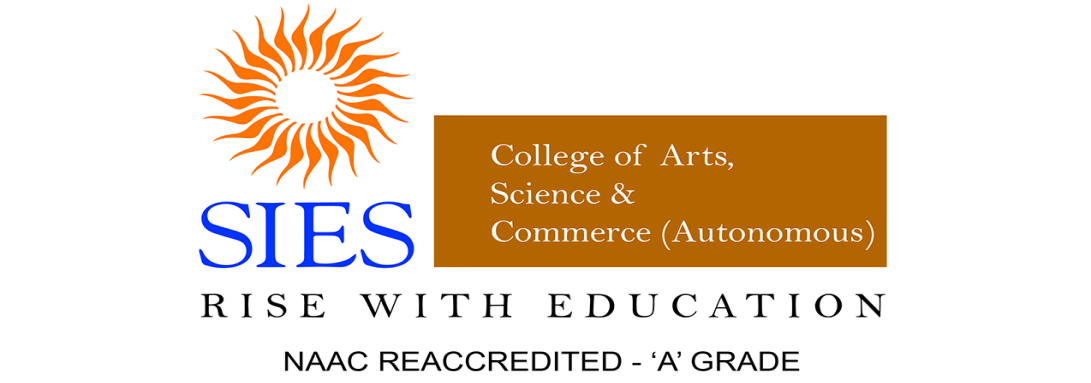 SIES
College of Arts,
Science &
Commerce (Autonomous)
RISE WITH EDUCATION
NAAC REACCREDITED - ‘A’ GRADE